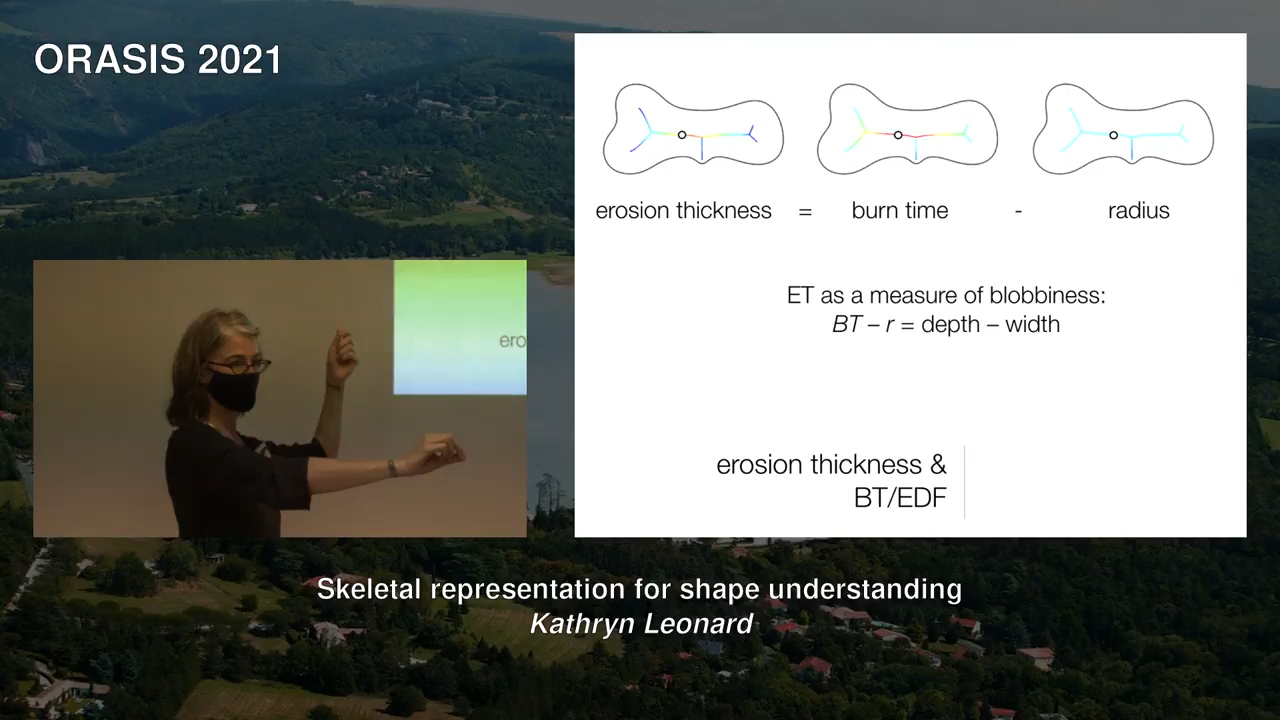 ORASIS 2021
erosion thickness = burn time - radius
ET as a measure of blobbiness:
BT – r = depth – width
erosion thickness &
BT/EDF
ero
Skeletal representation for shape understanding
Kathryn Leonard